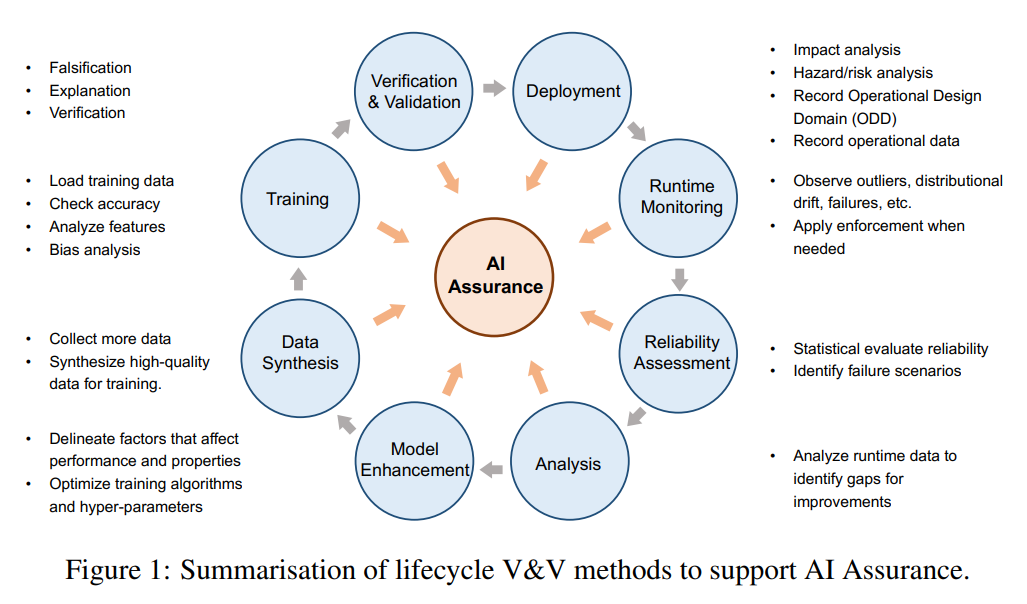 • Falsification
• Explanation
• Verification
Verification
& Validation
Deployment
• Impact analysis
• Hazard/risk analysis
• Record Operational Design
Domain (ODD)
• Record operational data
• Load training data
• Check accuracy
• Analyze features
• Bias analysis
Training
Runtime
Monitoring
• Observe outliers, distributional
drift, failures, etc.
• Apply enforcement when
needed
AI
Assurance
• Collect more data
• Synthesize high-quality
data for training.
Data
Synthesis
Reliability
Assessment
• Statistical evaluate reliability
• Identify failure scenarios
• Delineate factors that affect
performance and properties
• Optimize training algorithms
and hyper-parameters
Model
Enhancement
Analysis
• Analyze runtime data to
identify gaps for
improvements
Figure 1: Summarisation of lifecycle V&V methods to support AI Assurance.